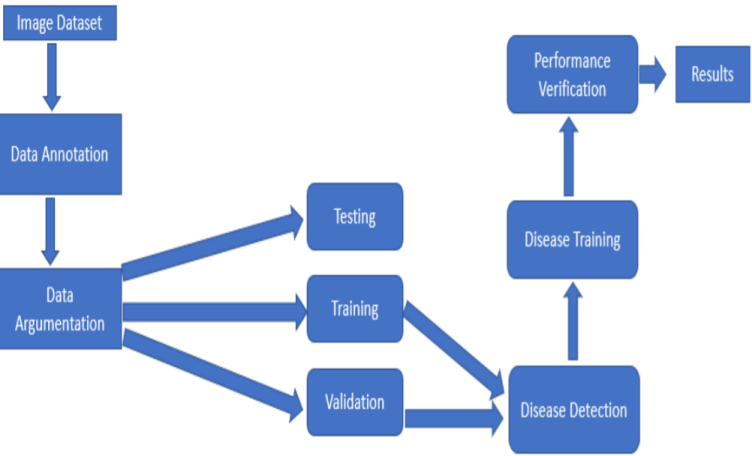 Image Dataset
Data Annotation
Data
Argumentation
Testing
Training
Validation
Disease Detection
Disease Training
Performance
Verification
Results